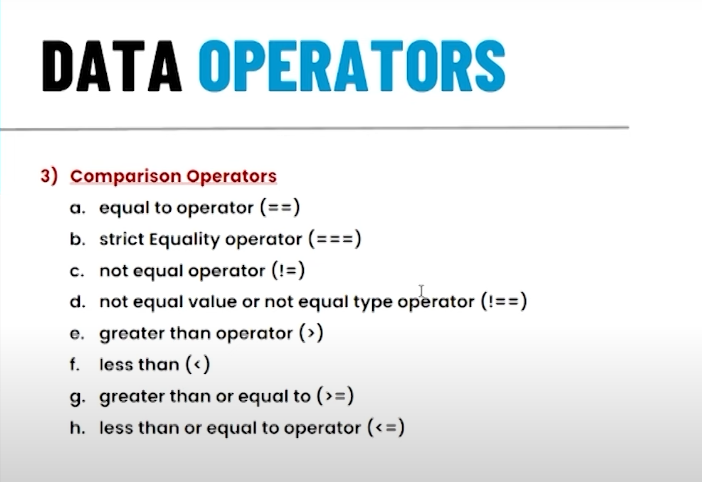 DATA OPERATORS
3) Comparison Operators
a. equal to operator (==)
b. strict Equality operator (===)
c. not equal operator (!=)
d. not equal value or not equal type operator (!==)
e. greater than operator (>)
f. less than (<)
g. greater than or equal to (>=)
h. less than or equal to operator (<=)